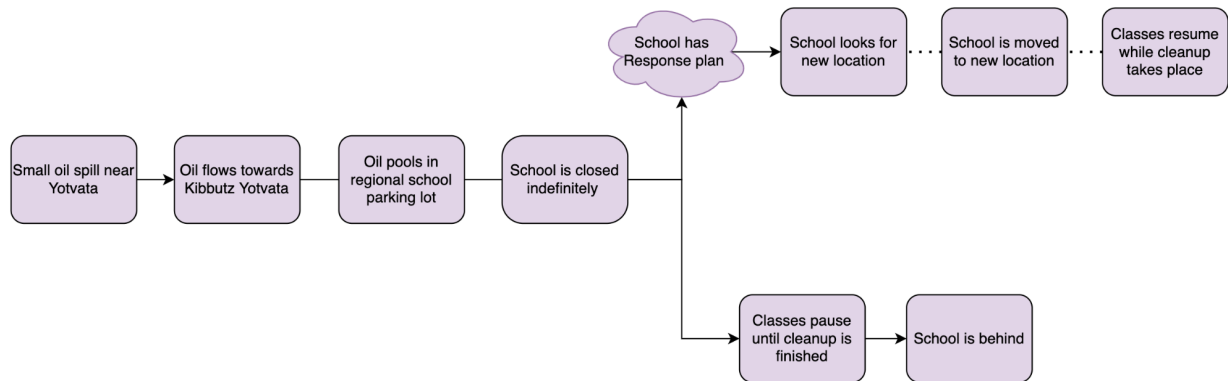 Small oil spill near
Yotvata
Oil flows towards
Kibbutz Yotvata
Oil pools in
regional school
parking lot
School is closed
indefinitely
School has
Response plan
School looks for
new location
School is moved
to new location
Classes resume
while cleanup
takes place
Classes pause
until cleanup is
finished
School is behind